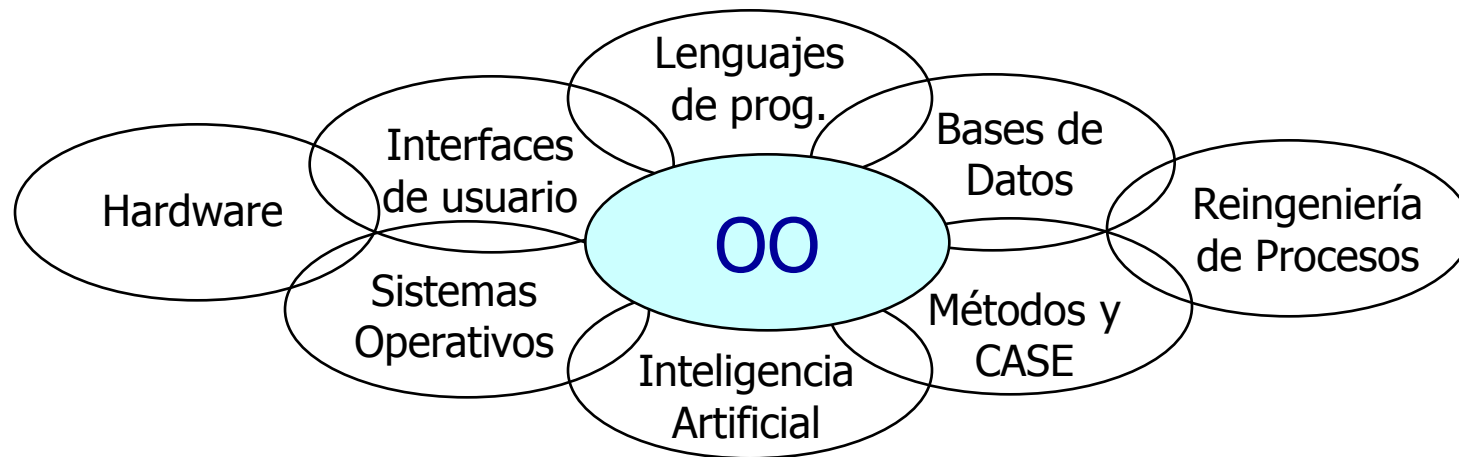 Lenguajes
de prog.
Interfaces
de usuario
Bases de
Datos
Hardware
OO
Reingeniería
de Procesos
Sistemas
Operativos
Métodos y
CASE
Inteligencia
Artificial